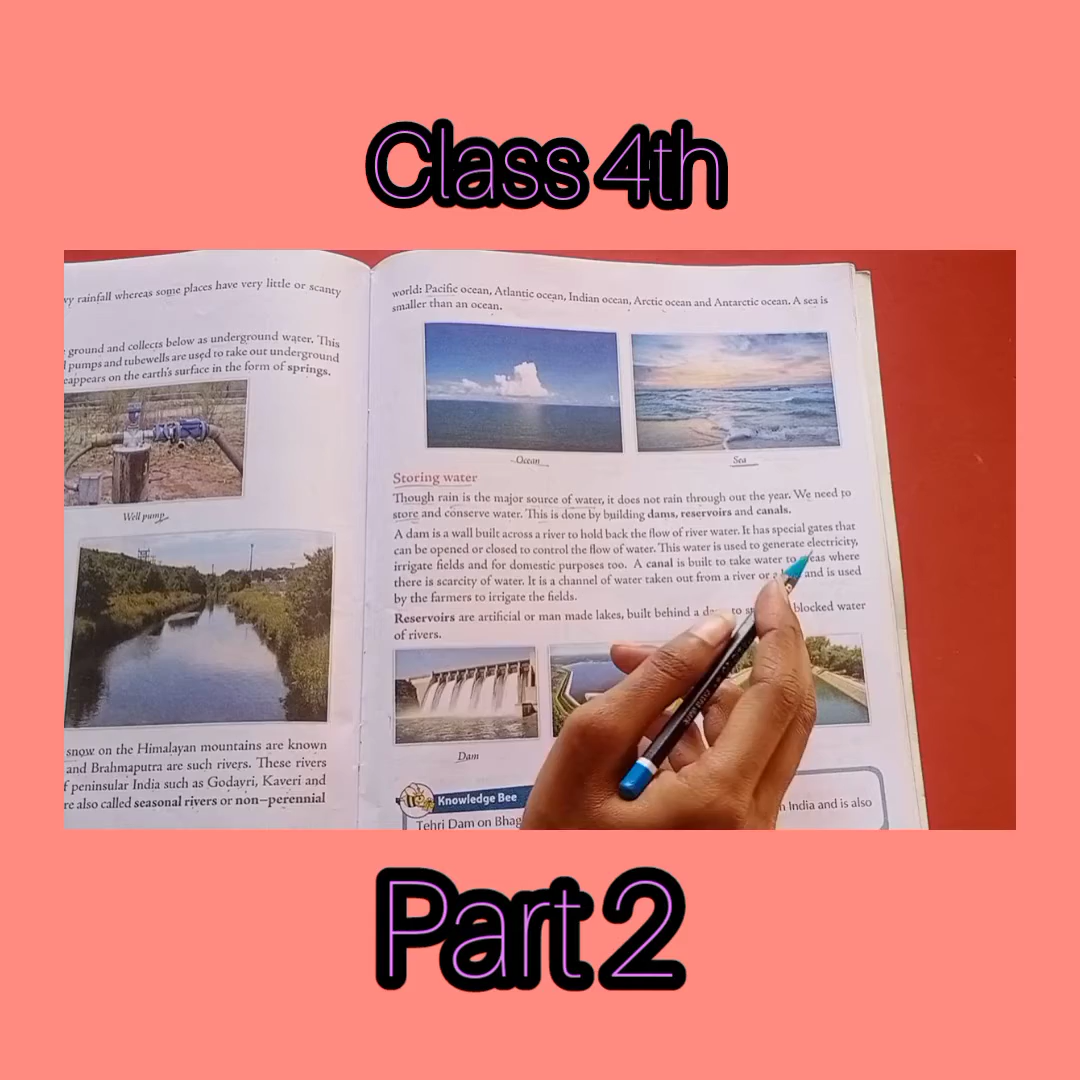 Class 4th
vy rainfall whereas some places have very little or scanty
ground and collects below as underground water. This
pumps and tubewells are used to take out underground
eappears on the earth's surface in the form of springs.
Well pump
snow on the Himalayan mountains are known
and Brahmaputra are such rivers. These rivers
f peninsular India such as Godavri, Kaveri and
re also called seasonal rivers or non–perennial
world: Pacific ocean, Atlantic ocean, Indian ocean, Arctic ocean and Antarctic ocean. A sea is
smaller than an ocean.
Ocean
Sea
Storing water
Though rain is the major source of water, it does not rain through out the year. We need to
store and conserve water. This is done by building dams, reservoirs and canals.
A dam is a wall built across a river to hold back the flow of river water. It has special gates that
can be opened or closed to control the flow of water. This water is used to generate electricity,
irrigate fields and for domestic purposes too. A canal is built to take water to eas where
there is scarcity of water. It is a channel of water taken out from a river or a and is used
by the farmers to irrigate the fields.
Reservoirs are artificial or man made lakes, built behind a to blocked water
of rivers.
Dam
Knowledge Bee
Tehri Dam on Bhag n India and is also
Part 2